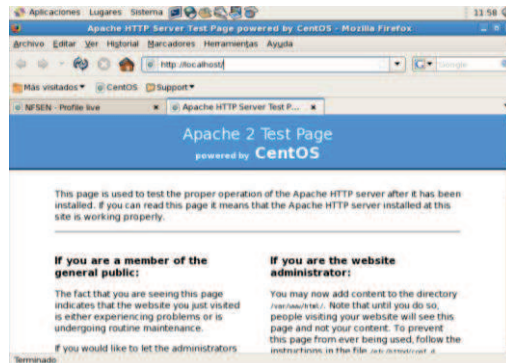 Aplicaciones Lugares Sistema 11:58
Apache HTTP Server Test Page powered by CentOS - Mozilla Firefox
Archivo Editar Ver Historial Marcadores Herramientas Ayuda
http://localhost/ Google
Más visitados CentOS Support
NFSEN - Profile live Apache HTTP Server Test P...
Apache 2 Test Page
powered by CentOS
This page is used to test the proper operation of the Apache HTTP server after it has been
installed. If you can read this page it means that the Apache HTTP server installed at this
site is working properly.
If you are a member of the
general public:
The fact that you are seeing this page
indicates that the website you just visited
is either experiencing problems or is
undergoing routine maintenance.
If you would like to let the administrators
If you are the website
administrator:
You may now add content to the directory
/var/www/html/. Note that until you do so,
people visiting your website will see this
page and not your content. To prevent
this page from ever being used, follow the
instructions in the file
Terminado